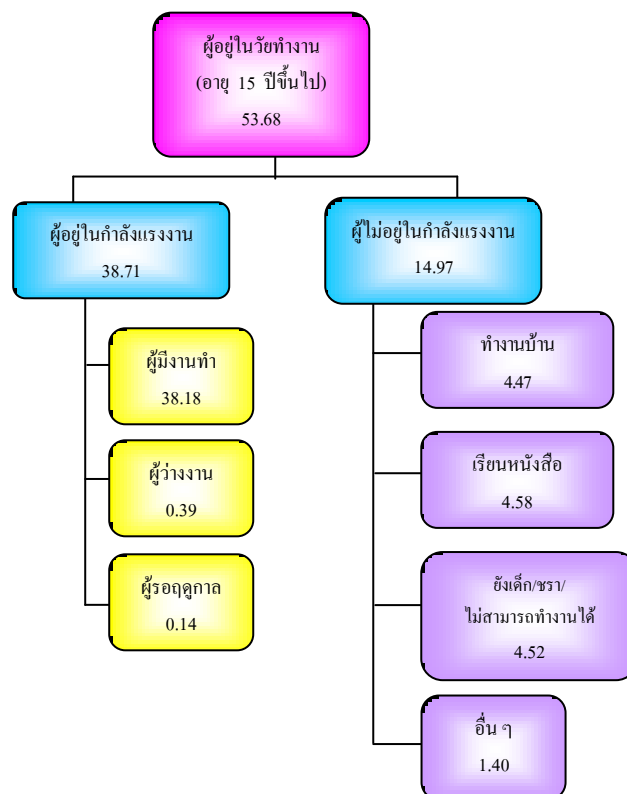 ผู้อยู่ในวัยทำงาน
(อายุ 15 ปีขึ้นไป)
53.68
ผู้อยู่ในกำลังแรงงาน
38.71
ผู้มีงานทำ
38.18
ผู้ว่างงาน
0.39
ผู้รอฤดูกาล
0.14
ผู้ไม่อยู่ในกำลังแรงงาน
14.97
ทำงานบ้าน
4.47
เรียนหนังสือ
4.58
ยังเด็ก/ชรา/
ไม่สามารถทำงานได้
4.52
อื่น ๆ
1.40